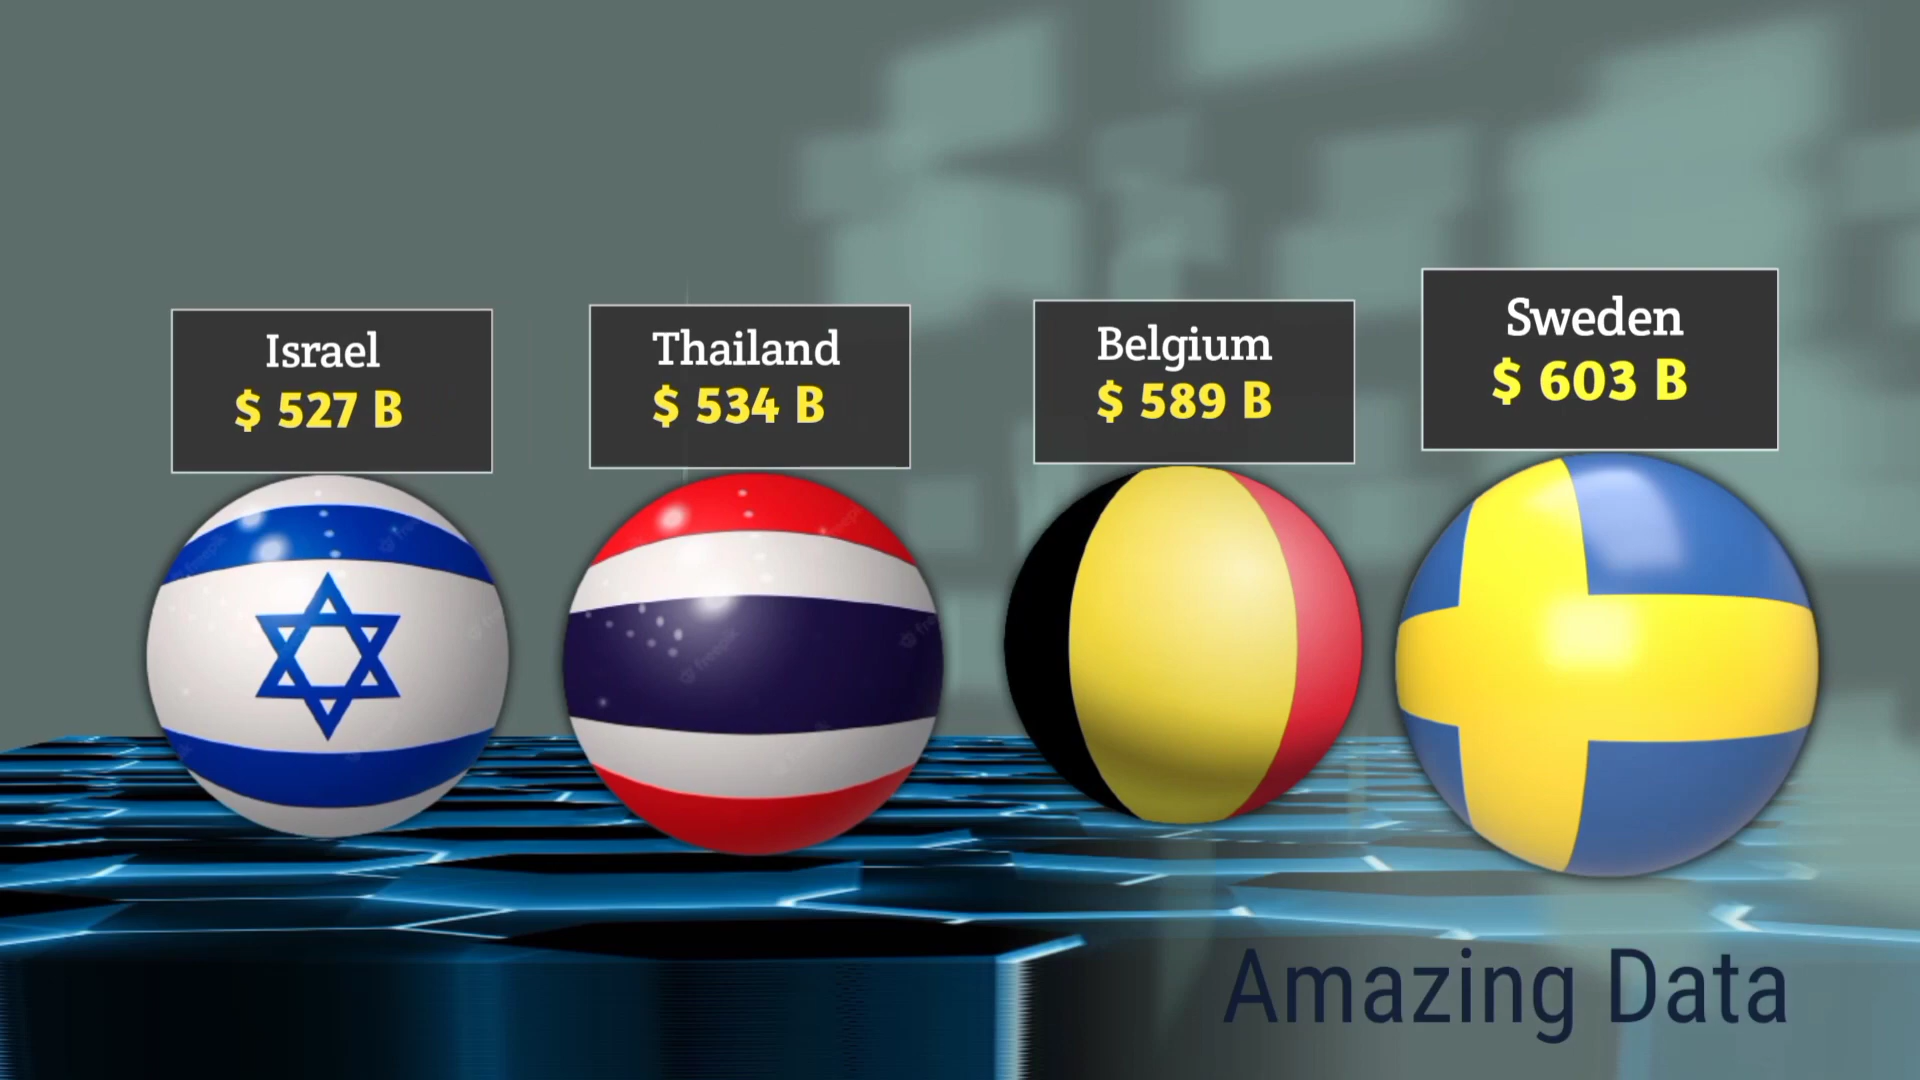 Israel
$ 527 B
Thailand
$ 534 B
Belgium
$ 589 B
Sweden
$ 603 B
Amazing Data